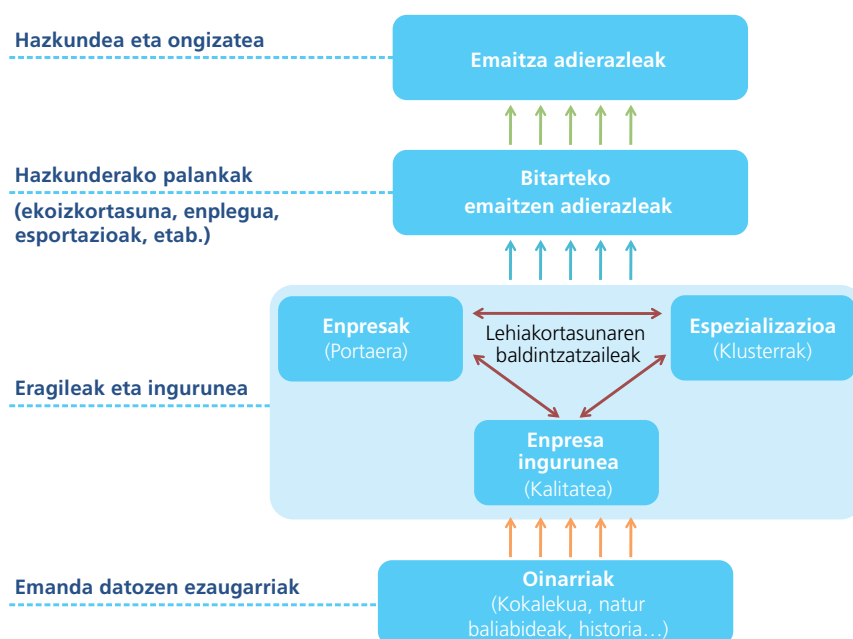 Hazkundea eta ongizatea
Emaitza adierazleak
Hazkunderako palankak
(ekoizkortasuna, enplegua,
esportazioak, etab.)
Bitarteko
emaitzen adierazleak
Enpresak
(Portaera)
Lehiakortasunaren
baldintzatzaileak
Espezializazioa
(Klusterrak)
Eragileak eta ingurunea
Enpresa
ingurunea
(Kalitatea)
Emanda datozen ezaugarriak
Oinarriak
(Kokalekua, natur
baliabideak, historia...)